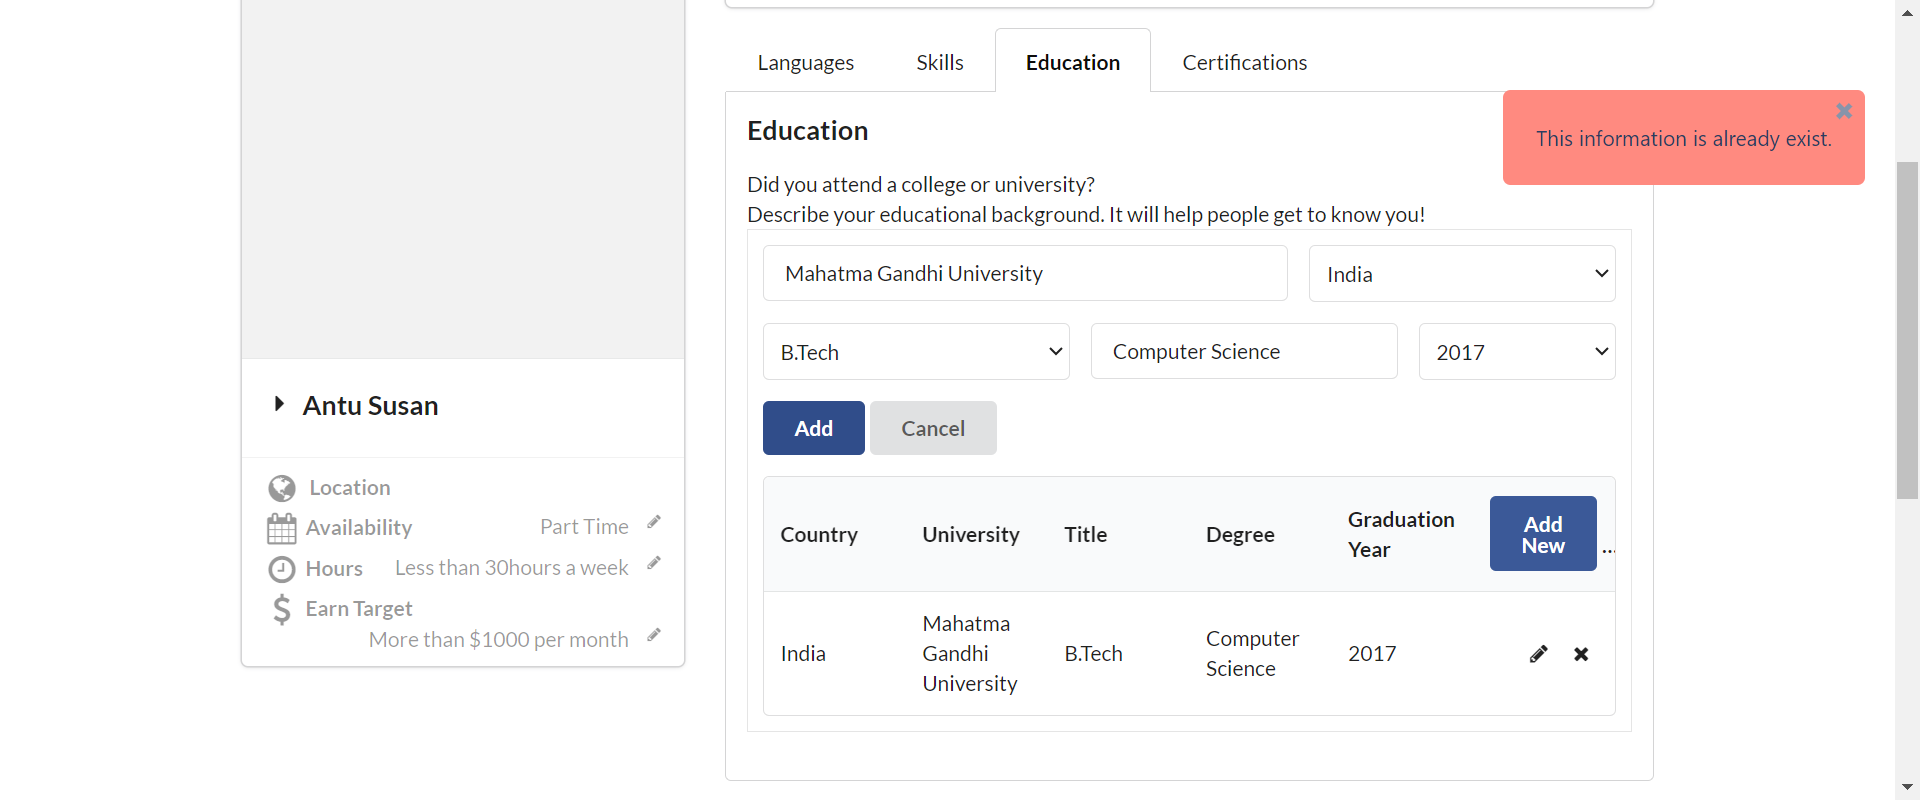 Languages
Skills
Education
Certifications
This information is already exist.
Education
Did you attend a college or university?
Describe your educational background. It will help people get to know you!
Mahatma Gandhi University
India
B.Tech
Computer Science
2017
Add
Cancel
Country
University
Title
Degree
Graduation
Year
Add
New
...
India
Mahatma
Gandhi
University
B.Tech
Computer
Science
2017
Antu Susan
Location
Availability
Part Time
Hours
Less than 30hours a week
Earn Target
More than $1000 per month